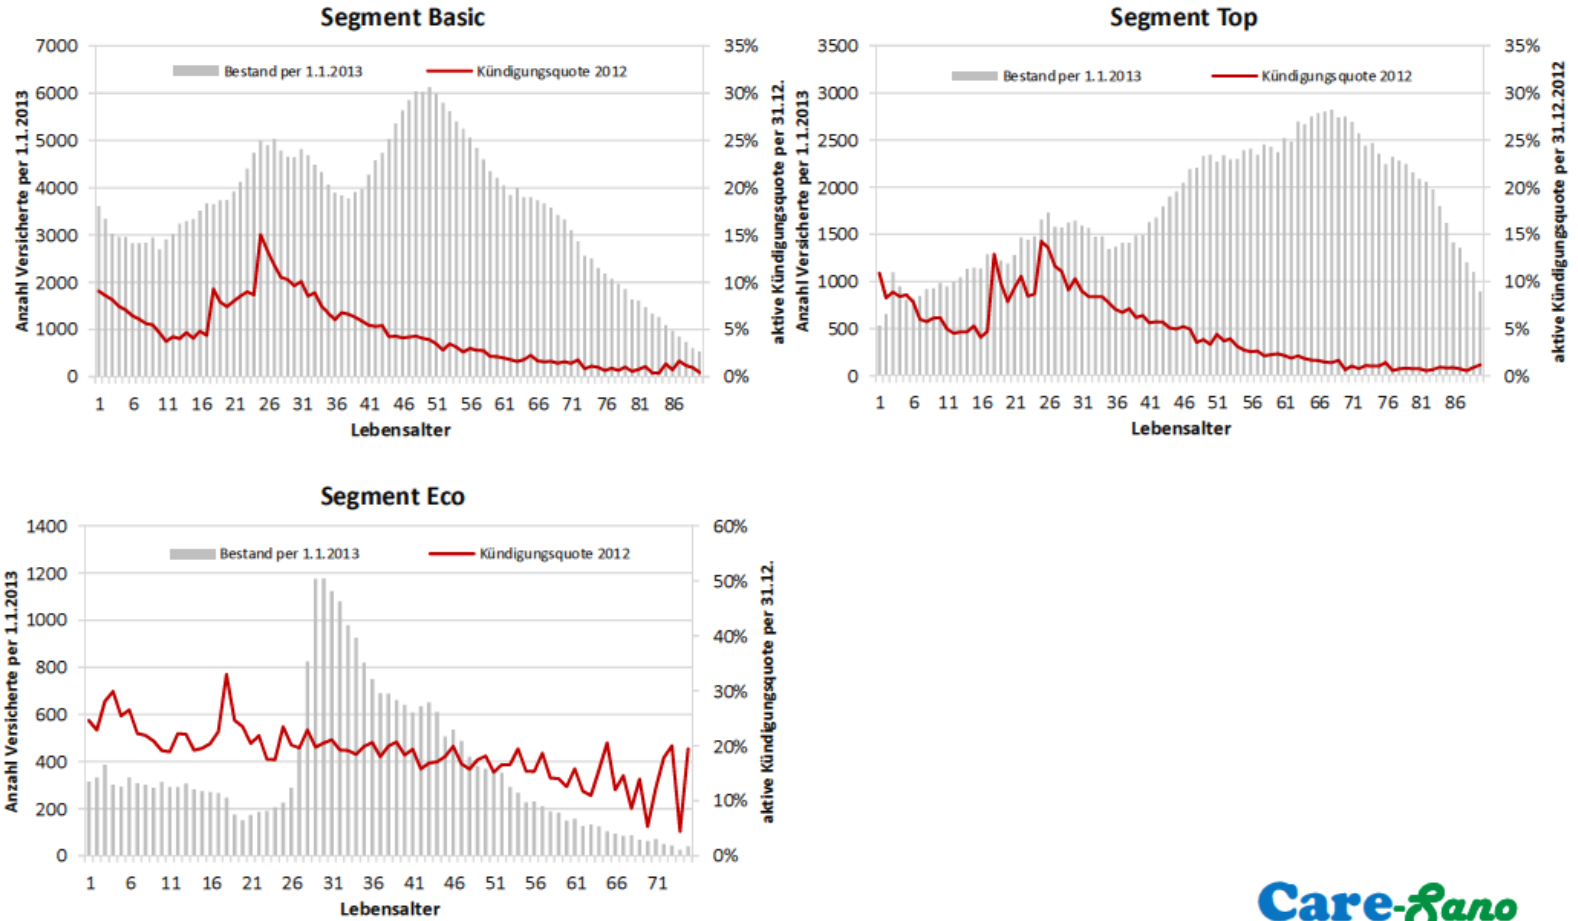 Segment Basic
7000
6000
5000
4000
3000
2000
1000
0
35%
30%
25%
20%
15%
10%
5%
0%
Anzahl Versicherte per 1.1.2013
aktive Kündigungsquote per 31.12.
Bestand per 1.1.2013
Kündigungsquote 2012
1 6 11 16 21 26 31 36 41 46 51 56 61 66 71 76 81 86
Lebensalter
Segment Top
3500
3000
2500
2000
1500
1000
500
0
35%
30%
25%
20%
15%
10%
5%
0%
Anzahl Versicherte per 1.1.2013
aktive Kündigungsquote per 31.12.2012
Bestand per 1.1.2013
Kündigungsquote 2012
1 6 11 16 21 26 31 36 41 46 51 56 61 66 71 76 81 86
Lebensalter
Segment Eco
1400
1200
1000
800
600
400
200
0
60%
50%
40%
30%
20%
10%
0%
Anzahl Versicherte per 1.1.2013
aktive Kündigungsquote per 31.12.
Bestand per 1.1.2013
Kündigungsquote 2012
1 6 11 16 21 26 31 36 41 46 51 56 61 66 71
Lebensalter
Care-Rano